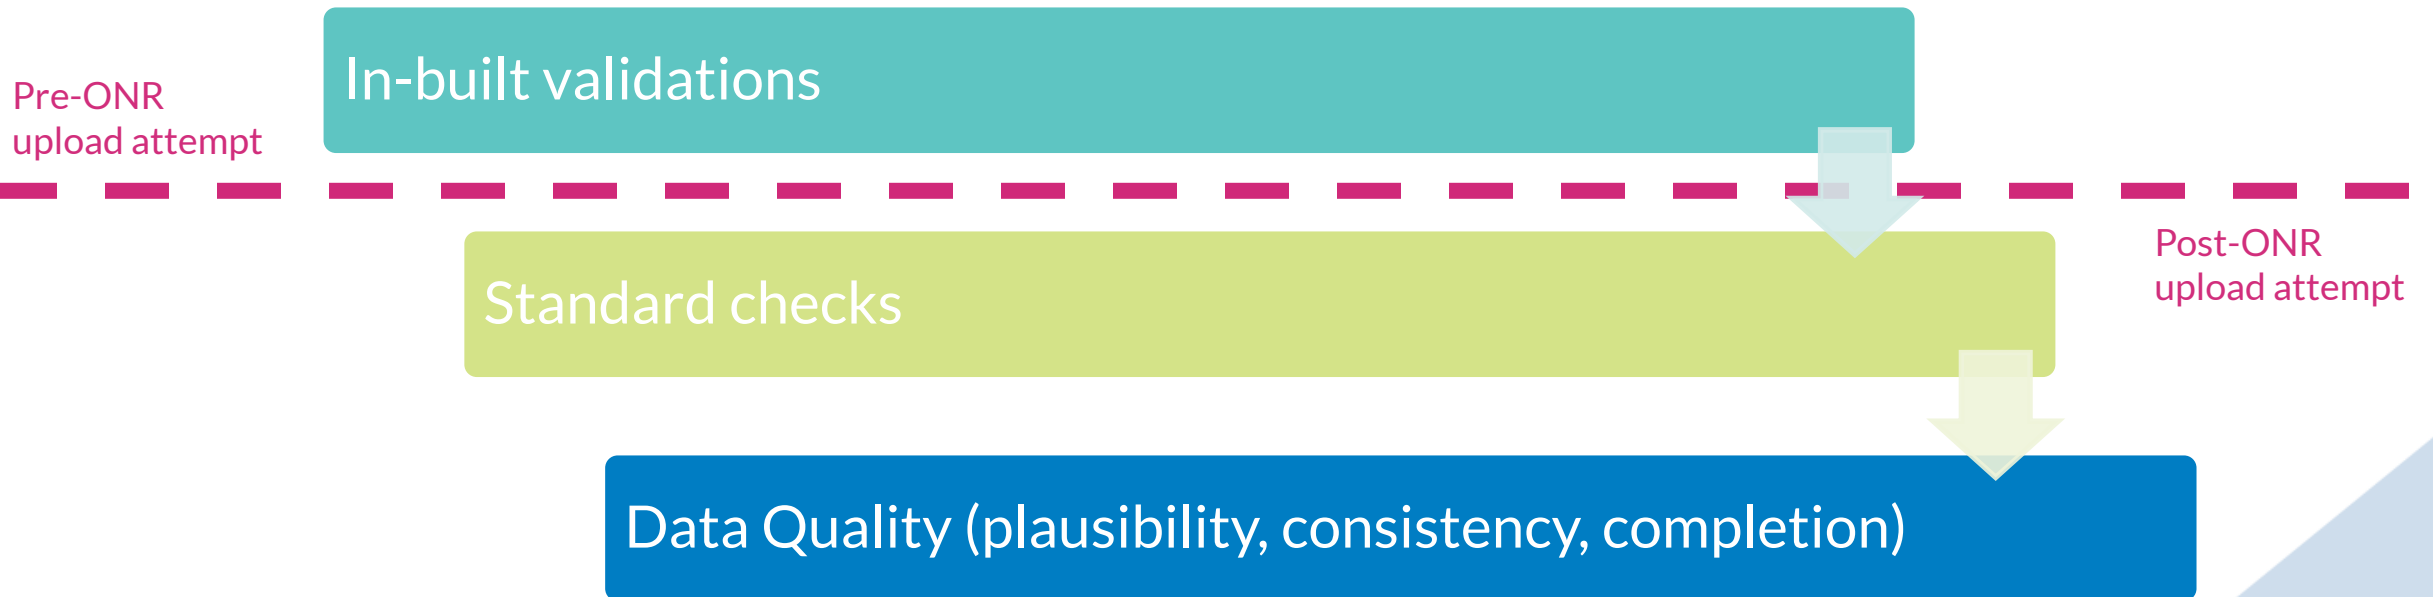 In-built validations
Pre-ONR
upload attempt
Post-ONR
upload attempt
Standard checks
Data Quality (plausibility, consistency, completion)